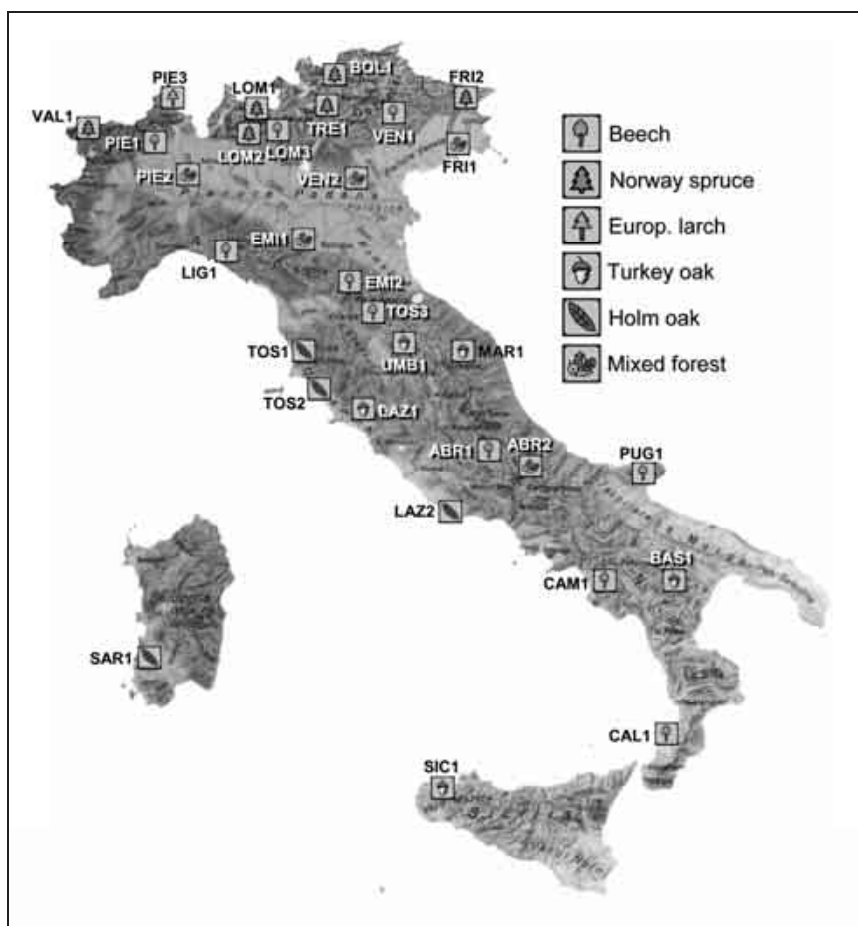 BOL1
PIE3
LOM1
FRI2
VAL1
TRE1
VEN1
PIE1
LOM2
LOM3
FRI1
PIE2
VEN2
EMI1
LIG1
EMI2
TOS3
TOS1
UMB1
MAR1
TOS2
LAZ1
ABR1
ABR2
PUG1
LAZ2
BAS1
CAM1
SAR1
CAL1
SIC1
Beech
Norway spruce
Europ. larch
Turkey oak
Holm oak
Mixed forest